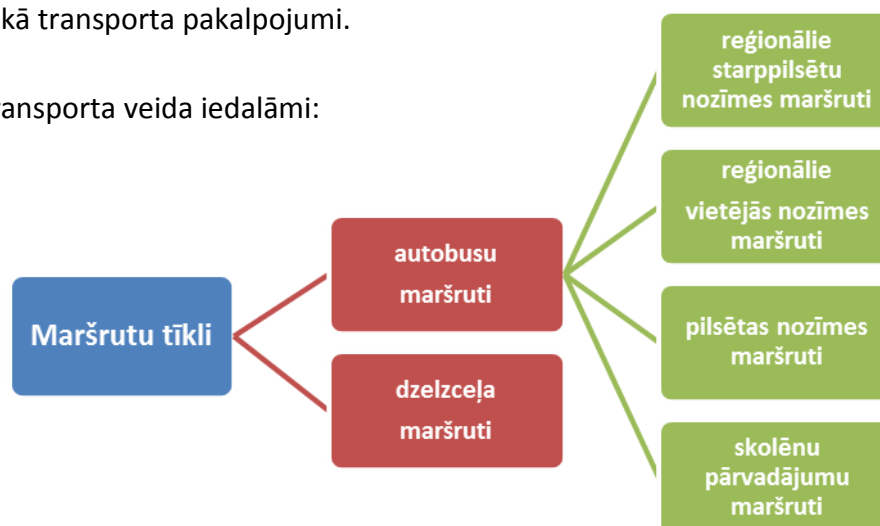 kā transporta pakalpojumi.
ransporta veida iedalāmi:
Maršrutu tīkli
autobusu
maršruti
dzelzceļa
maršruti
reģionālie
starppilsētu
nozīmes maršruti
reģionālie
vietējās nozīmes
maršruti
pilsētas nozīmes
maršruti
skolēnu
pārvadājumu
maršruti